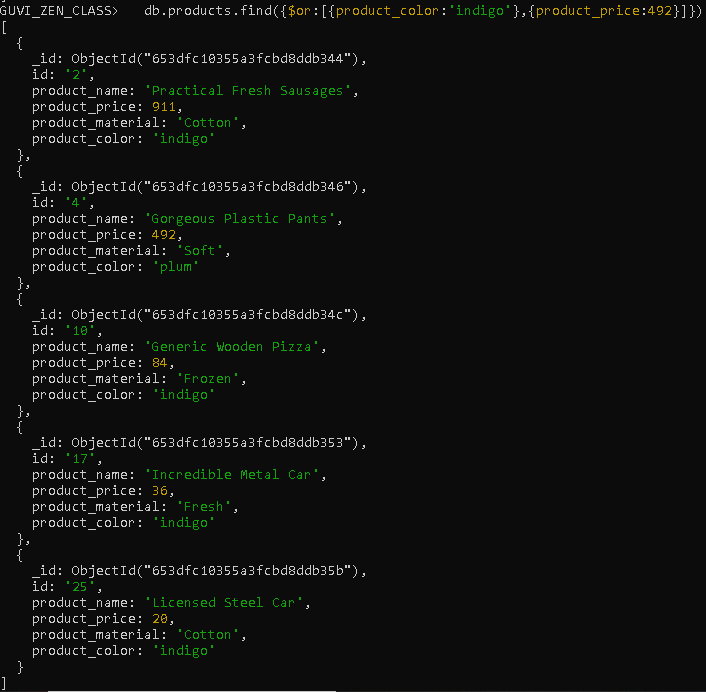 GUVI_ZEN_CLASS> db.products.find({$or:[{product_color:'indigo'},{product_price:492}]})
[
{
_id: ObjectId("653dfc10355a3fcbd8ddb344"),
id: '2',
product_name: 'Practical Fresh Sausages',
product_price: 911,
product_material: 'Cotton',
product_color: 'indigo'
},
{
_id: ObjectId("653dfc10355a3fcbd8ddb346"),
id: '4',
product_name: 'Gorgeous Plastic Pants',
product_price: 492,
product_material: 'Soft',
product_color: 'plum'
},
{
_id: ObjectId("653dfc10355a3fcbd8ddb34c"),
id: '10',
product_name: 'Generic Wooden Pizza',
product_price: 84,
product_material: 'Frozen',
product_color: 'indigo'
},
{
_id: ObjectId("653dfc10355a3fcbd8ddb353"),
id: '17',
product_name: 'Incredible Metal Car',
product_price: 36,
product_material: 'Fresh',
product_color: 'indigo'
},
{
_id: ObjectId("653dfc10355a3fcbd8ddb35b"),
id: '25',
product_name: 'Licensed Steel Car',
product_price: 20,
product_material: 'Cotton',
product_color: 'indigo'
}
]